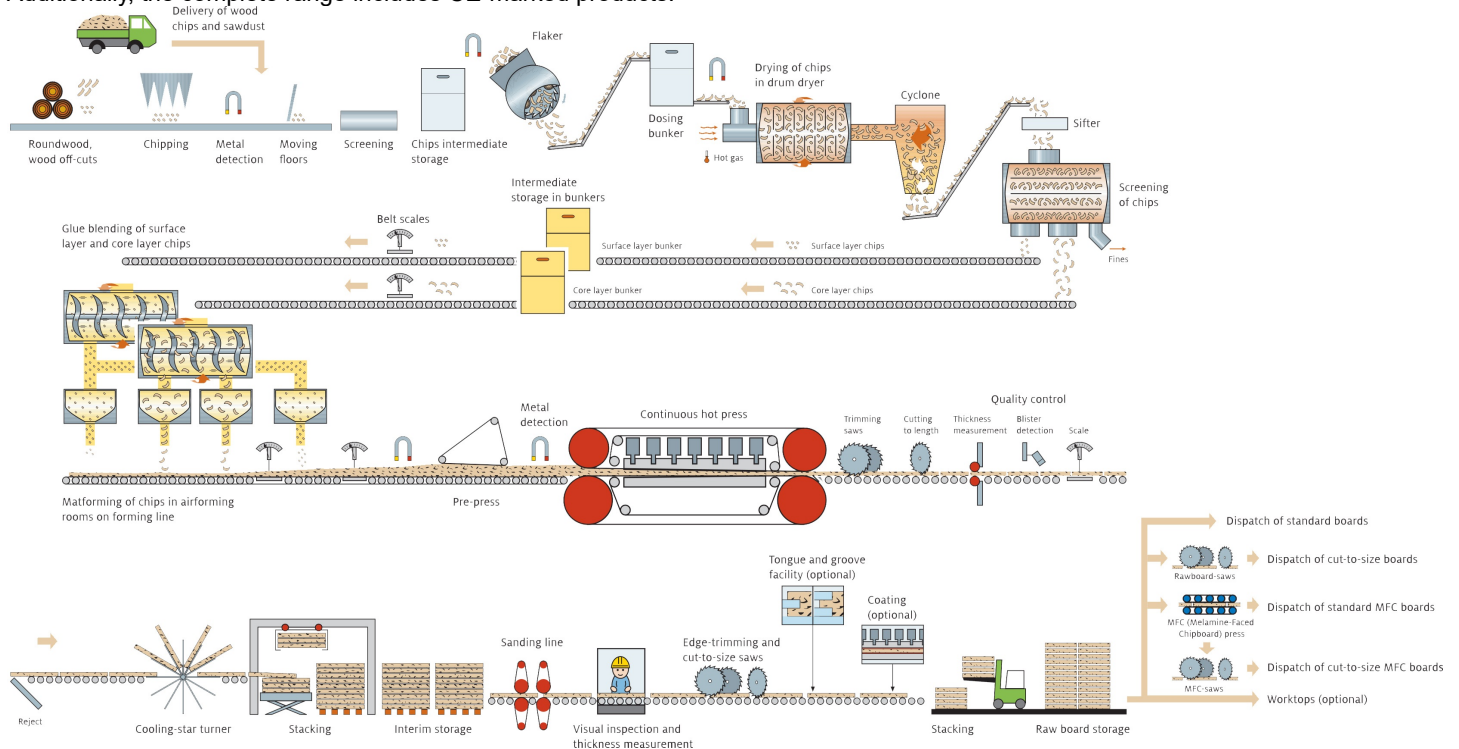 Additionally, the complete range includes CE marked products.
Delivery of wood
chips and sawdust
Roundwood,
wood off-cuts
Chipping
Metal
detection
Moving
floors
Screening
Chips intermediate
storage
Flaker
Dosing
bunker
Hot gas
Drying of chips
in drum dryer
Cyclone
Sifter
Screening
of chips
Fines
Glue blending of surface
layer and core layer chips
Belt scales
Intermediate
storage in bunkers
Surface layer bunker
Surface layer chips
Core layer bunker
Core layer chips
Matforming of chips in airforming
rooms on forming line
Pre-press
Metal
detection
Continuous hot press
Trimming
saws
Cutting
to length
Quality control
Thickness
measurement
Blister
detection
Scale
Reject
Cooling-star turner
Stacking
Interim storage
Sanding line
Visual inspection and
thickness measurement
Edge-trimming and
cut-to-size saws
Tongue and groove
facility (optional)
Coating
(optional)
Stacking
Raw board storage
Dispatch of standard boards
Rawboard-saws
Dispatch of cut-to-size boards
MFC (Melamine-Faced
Chipboard) press
Dispatch of standard MFC boards
MFC-saws
Dispatch of cut-to-size MFC boards
Worktops (optional)